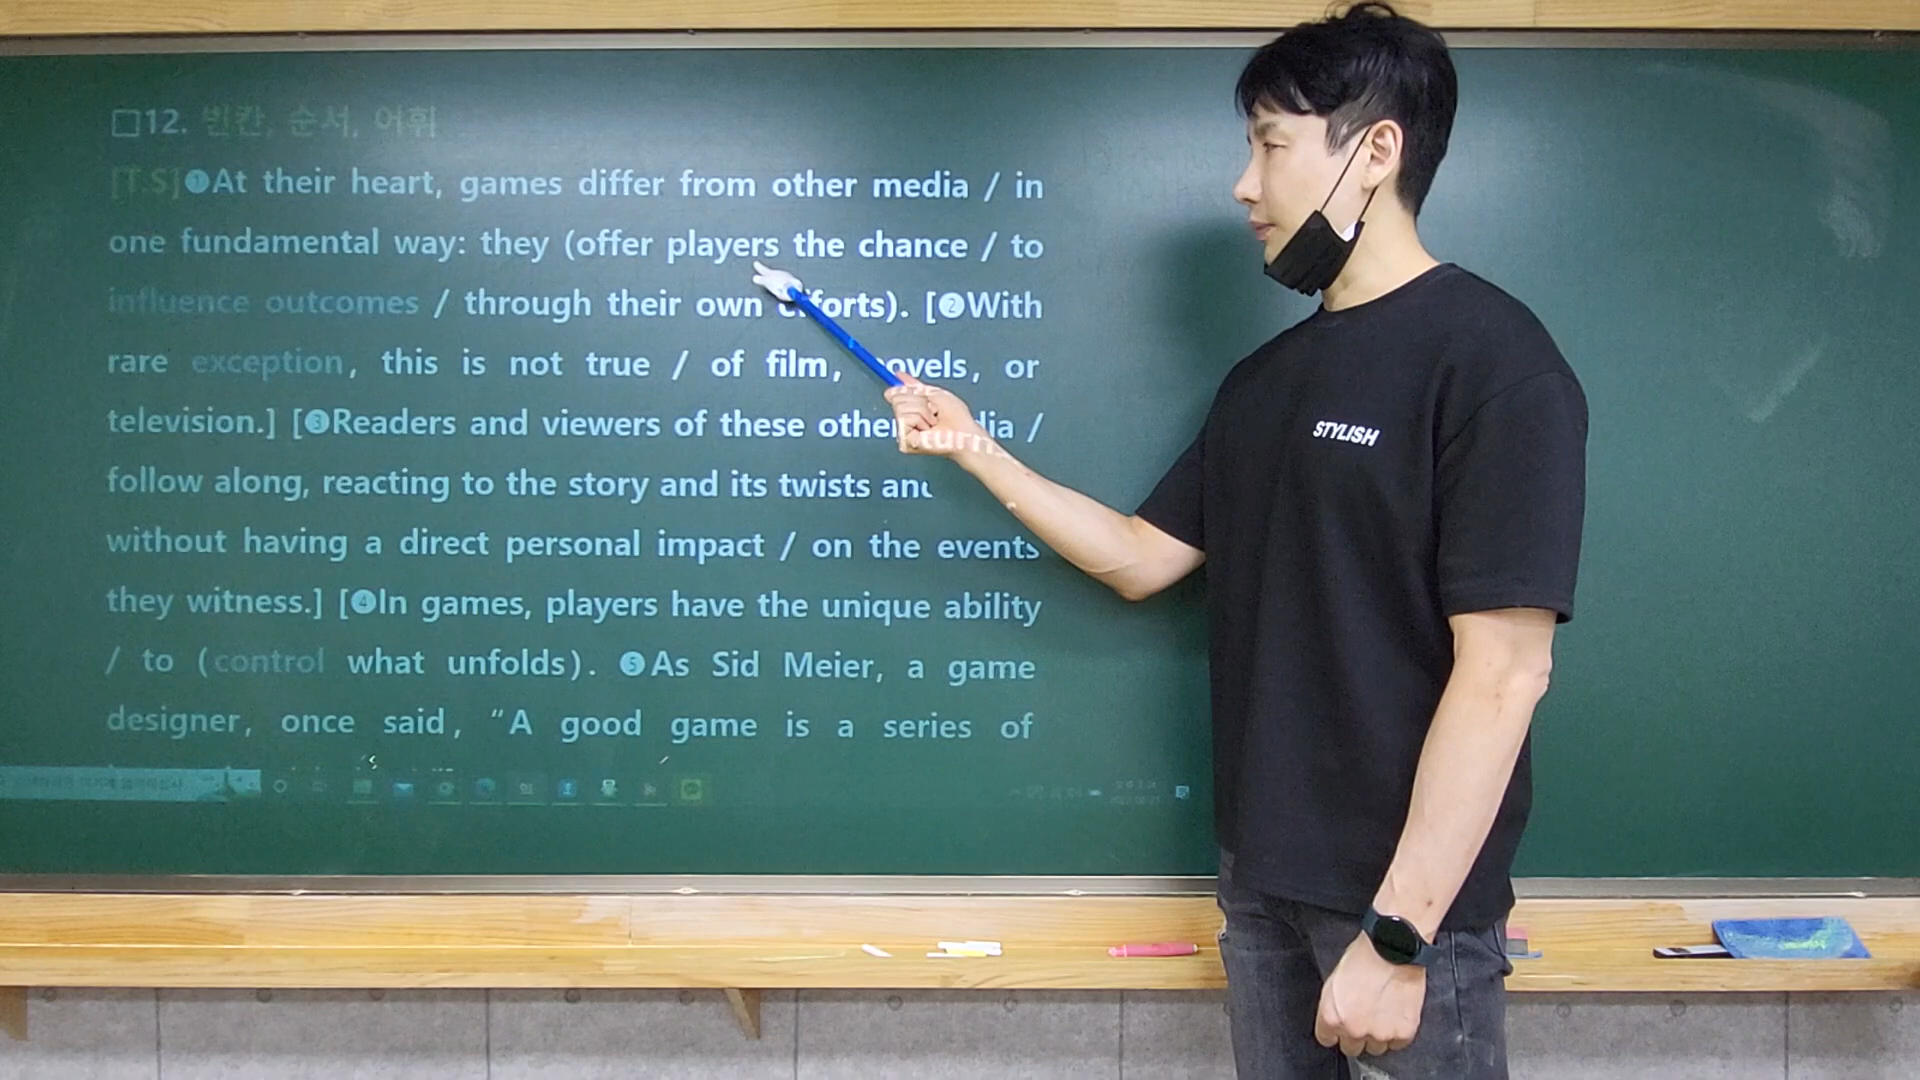 □12. 빈칸, 순서, 어휘
[T.S]❶At their heart, games differ from other media / in
one fundamental way: they (offer players the chance / to
influence outcomes / through their own efforts). [❷With
rare exception, this is not true / of film, novels, or
television.] [❸Readers and viewers of these other media /
follow along, reacting to the story and its twists and turns
without having a direct personal impact / on the events
they witness.] [❹In games, players have the unique ability
/ to (control what unfolds). ❺As Sid Meier, a game
designer, once said, “A good game is a series of
STYLISH